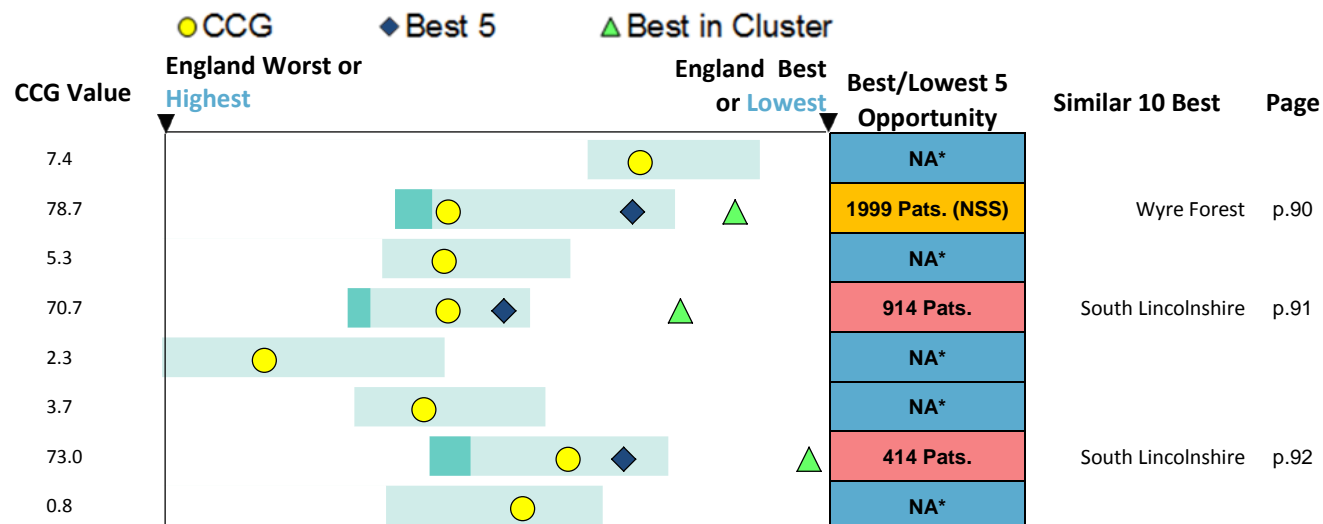 CCG Best 5 Best in Cluster
CCG Value
England Worst or
Highest
England Best
or Lowest
Best/Lowest 5
Opportunity
Similar 10 Best
Page
7.4 NA*
78.7 1999 Pats. (NSS) Wyre Forest p.90
5.3 NA*
70.7 914 Pats. South Lincolnshire p.91
2.3 NA*
3.7 NA*
73.0 414 Pats. South Lincolnshire p.92
0.8 NA*